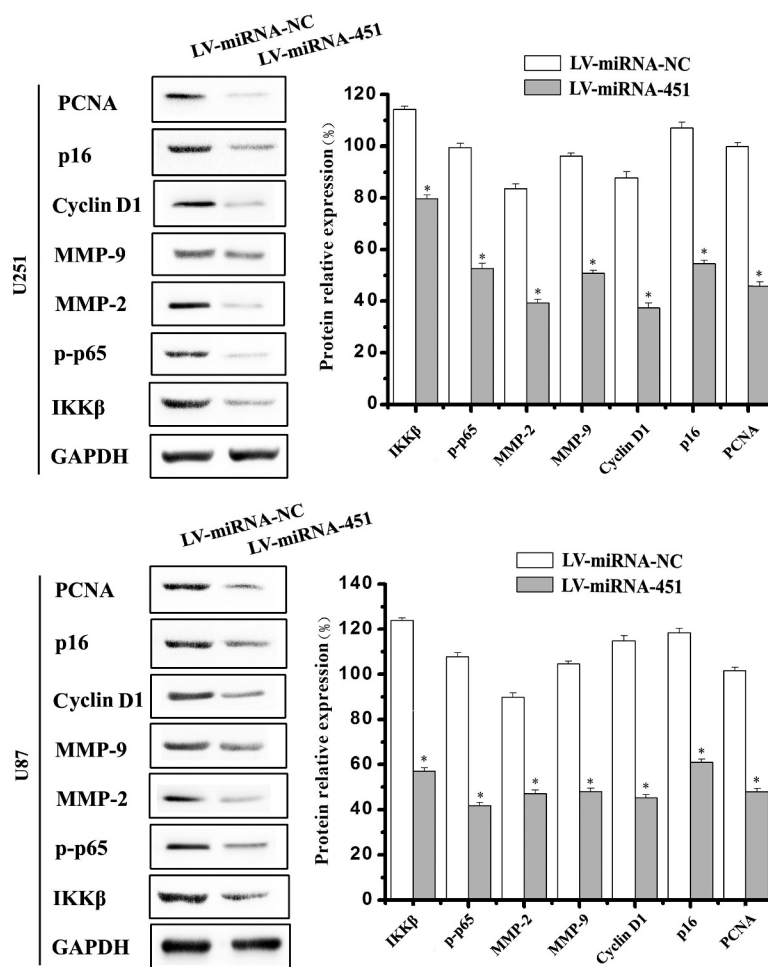 LV-miRNA-NC
LV-miRNA-451
U251
PCNA
p16
Cyclin D1
MMP-9
MMP-2
p-p65
IKKβ
GAPDH
LV-miRNA-NC
LV-miRNA-451
Protein relative expression (%)
120
100
80
60
40
20
0
* * * * * * *
IKKβ p-p65 MMP-2 MMP-9 Cyclin D1 p16 PCNA
LV-miRNA-NC
LV-miRNA-451
U87
PCNA
p16
Cyclin D1
MMP-9
MMP-2
p-p65
IKKβ
GAPDH
LV-miRNA-NC
LV-miRNA-451
Protein relative expression (%)
140
120
100
80
60
40
20
0
* * * * * * *
IKKβ p-p65 MMP-2 MMP-9 Cyclin D1 p16 PCNA